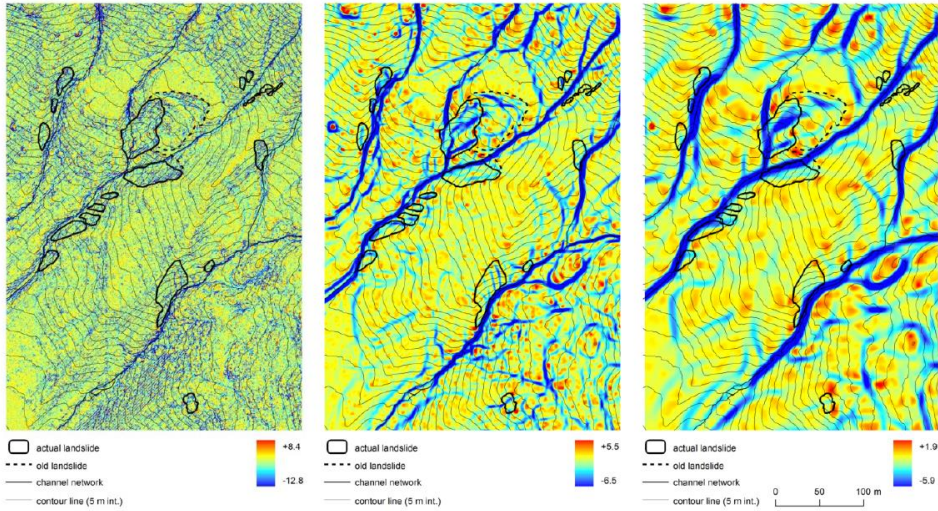 actual landslide
old landslide
channel network
contour line (5 m int.)
+8.4
-12.8
actual landslide
old landslide
channel network
contour line (5 m int.)
+5.5
-6.5
actual landslide
old landslide
channel network
contour line (5 m int.)
+1.9
-5.9
0 50 100 m